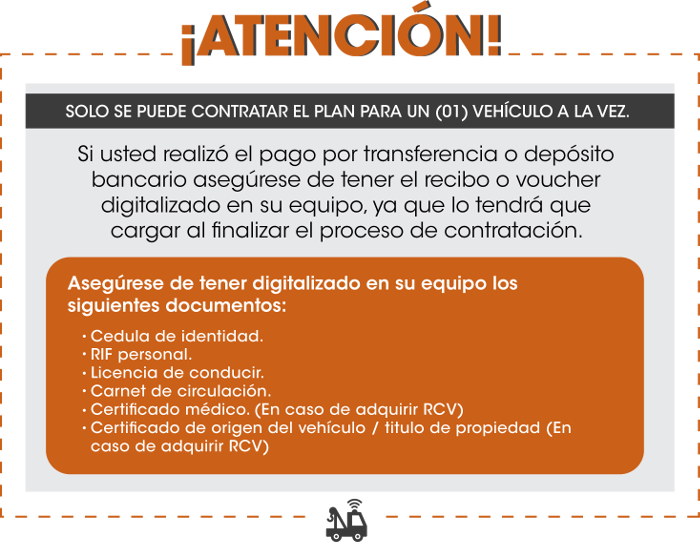 ¡ATENCIÓN!
SOLO SE PUEDE CONTRATAR EL PLAN PARA UN (01) VEHÍCULO A LA VEZ.
Si usted realizó el pago por transferencia o depósito
bancario asegúrese de tener el recibo o voucher
digitalizado en su equipo, ya que lo tendrá que
cargar al finalizar el proceso de contratación.
Asegúrese de tener digitalizado en su equipo los
siguientes documentos:
· Cedula de identidad.
· RIF personal.
· Licencia de conducir.
· Carnet de circulación.
· Certificado médico. (En caso de adquirir RCV)
· Certificado de origen del vehículo / titulo de propiedad (En
caso de adquirir RCV)